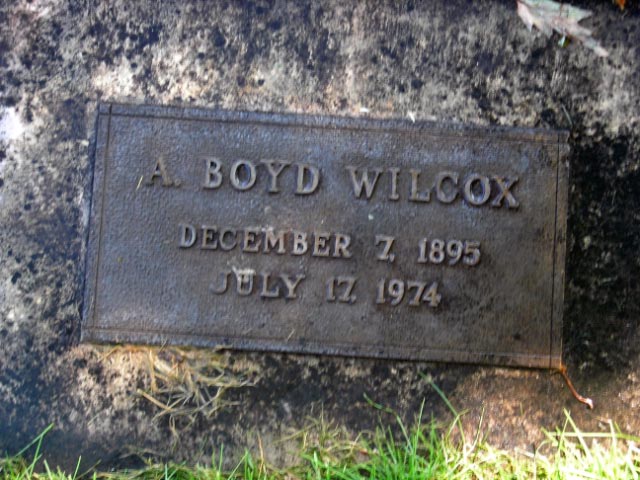 A. BOYD WILCOX
DECEMBER 7, 1895
JULY 17, 1974